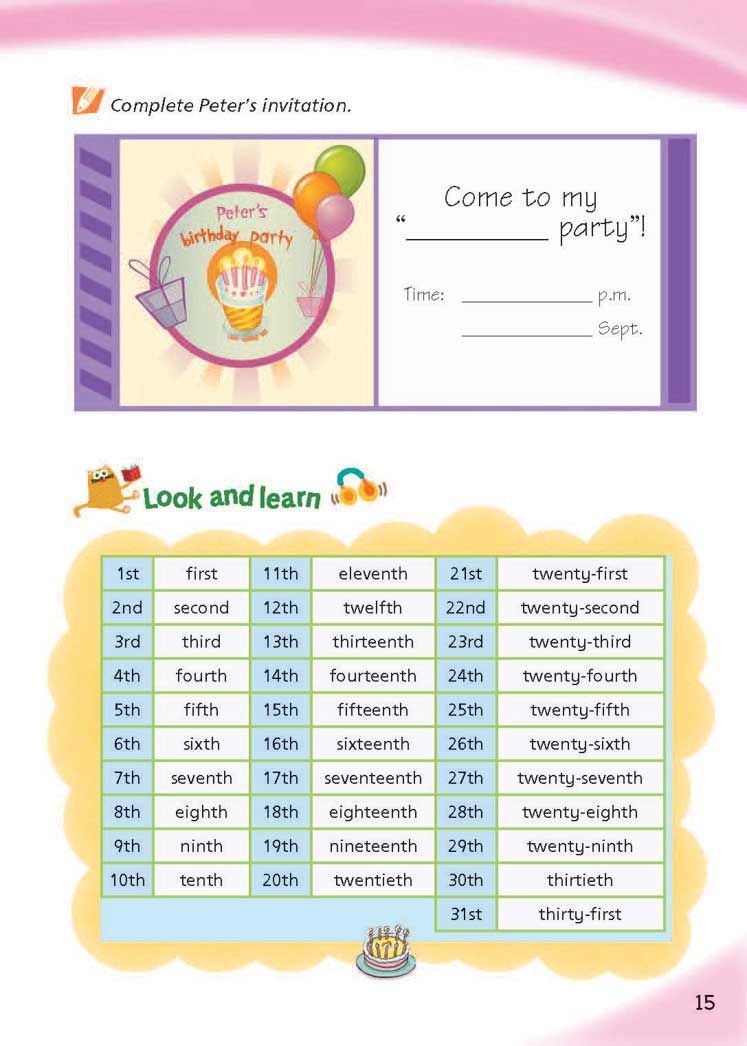 Complete Peter's invitation.
Peter's
birthday party
Come to my
“__________ party”!
Time: __________ p.m.
__________ Sept.
Look and learn
1st first 11th eleventh 21st twenty-first
2nd second 12th twelfth 22nd twenty-second
3rd third 13th thirteenth 23rd twenty-third
4th fourth 14th fourteenth 24th twenty-fourth
5th fifth 15th fifteenth 25th twenty-fifth
6th sixth 16th sixteenth 26th twenty-sixth
7th seventh 17th seventeenth 27th twenty-seventh
8th eighth 18th eighteenth 28th twenty-eighth
9th ninth 19th nineteenth 29th twenty-ninth
10th tenth 20th twentieth 30th thirtieth
31st thirty-first
15